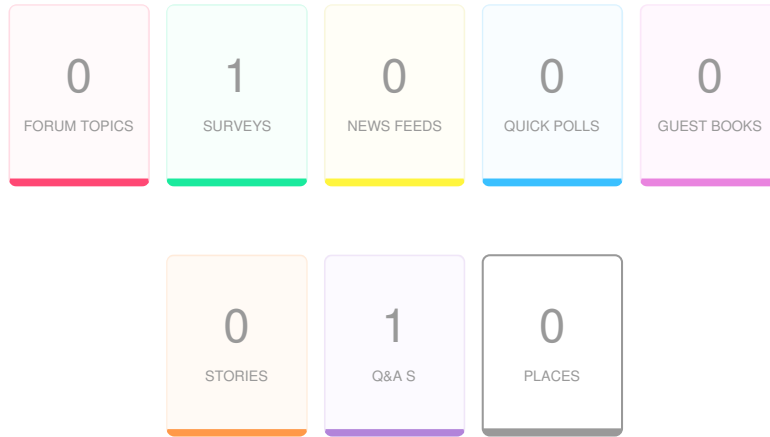 0 1 0 0 0
FORUM TOPICS SURVEYS NEWS FEEDS QUICK POLLS GUEST BOOKS
0 1 0
STORIES Q&A S PLACES